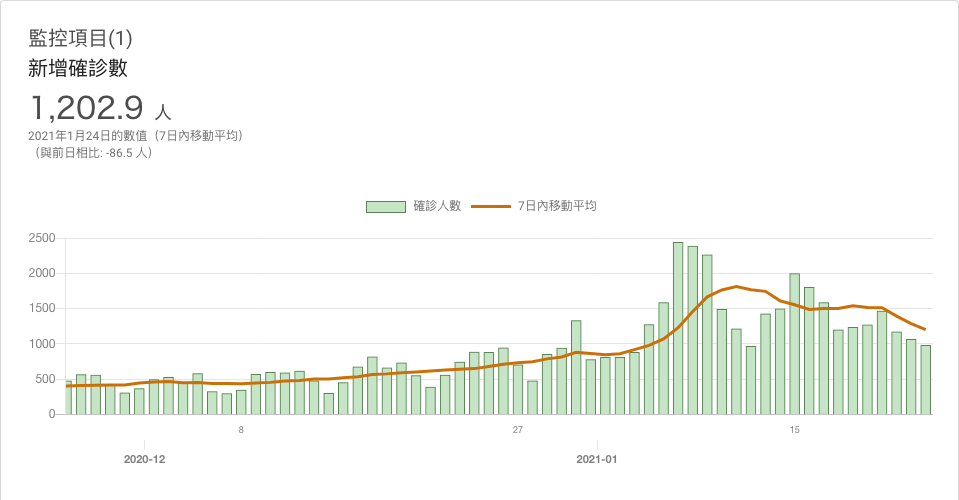 監控項目(1)
新增確診數
1,202.9 人
2021年1月24日的數值（7日內移動平均）
（與前日相比: -86.5 人）
確診人數 7日內移動平均
2500
2000
1500
1000
500
0
8 27 15
2020-12 2021-01